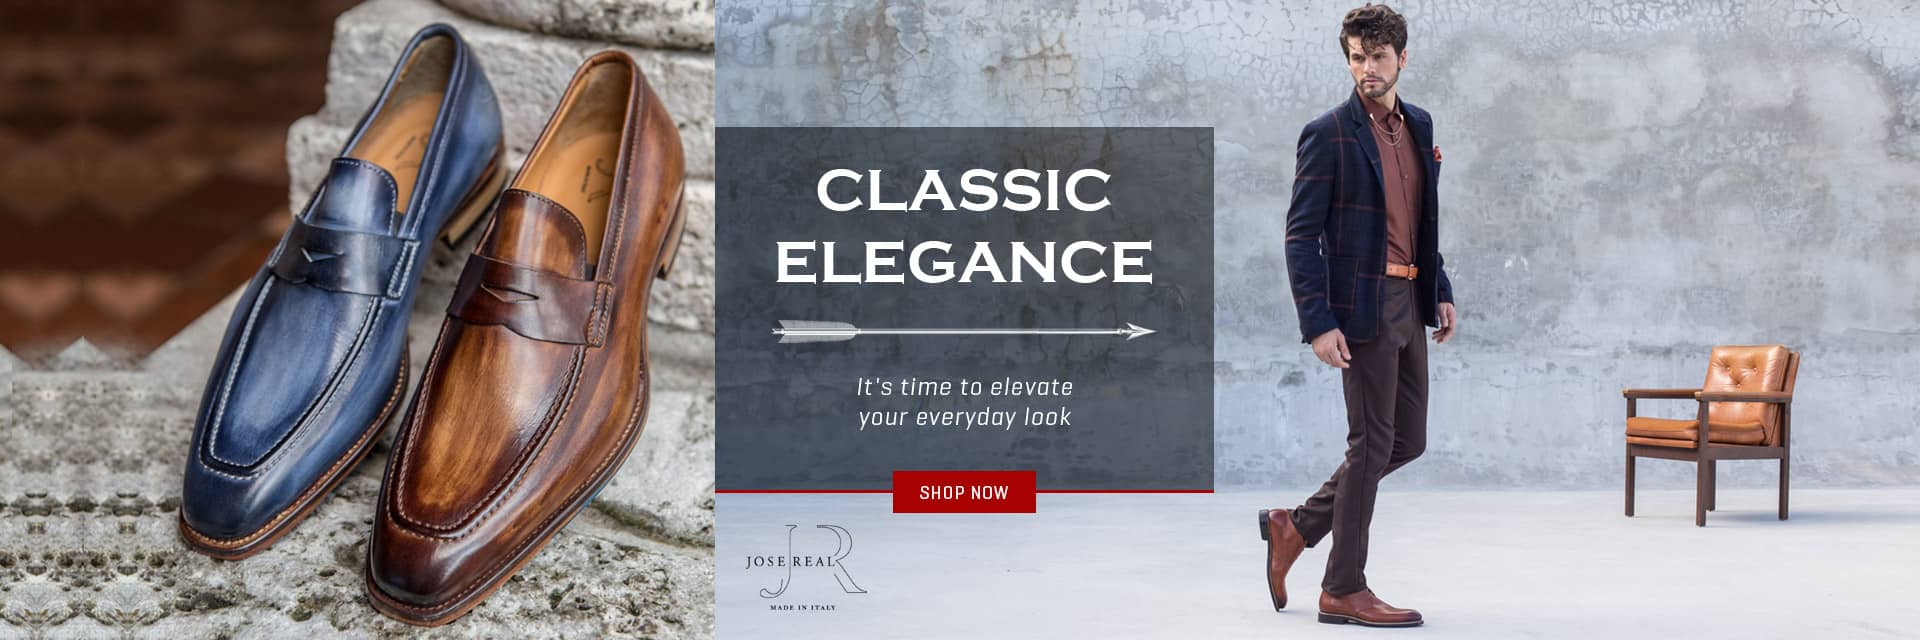 CLASSIC
ELEGANCE
It's time to elevate
your everyday look
SHOP NOW
JR
JOSE REAL
MADE IN ITALY